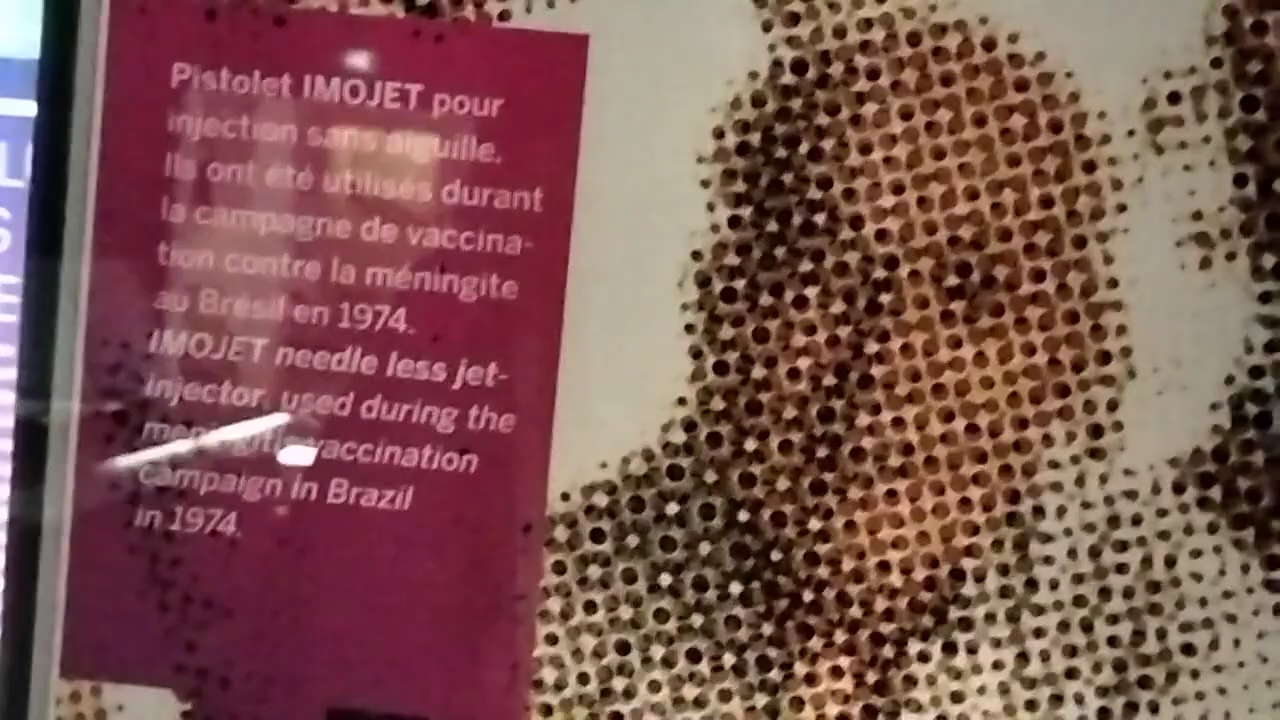 Pistolet IMOJET pour
injection sans aiguille.
Ils ont été utilisés durant
la campagne de vaccina-
tion contre la méningite
au Brésil en 1974.
IMOJET needle less jet-
injector, used during the
meningitis vaccination
campaign in Brazil
in 1974.